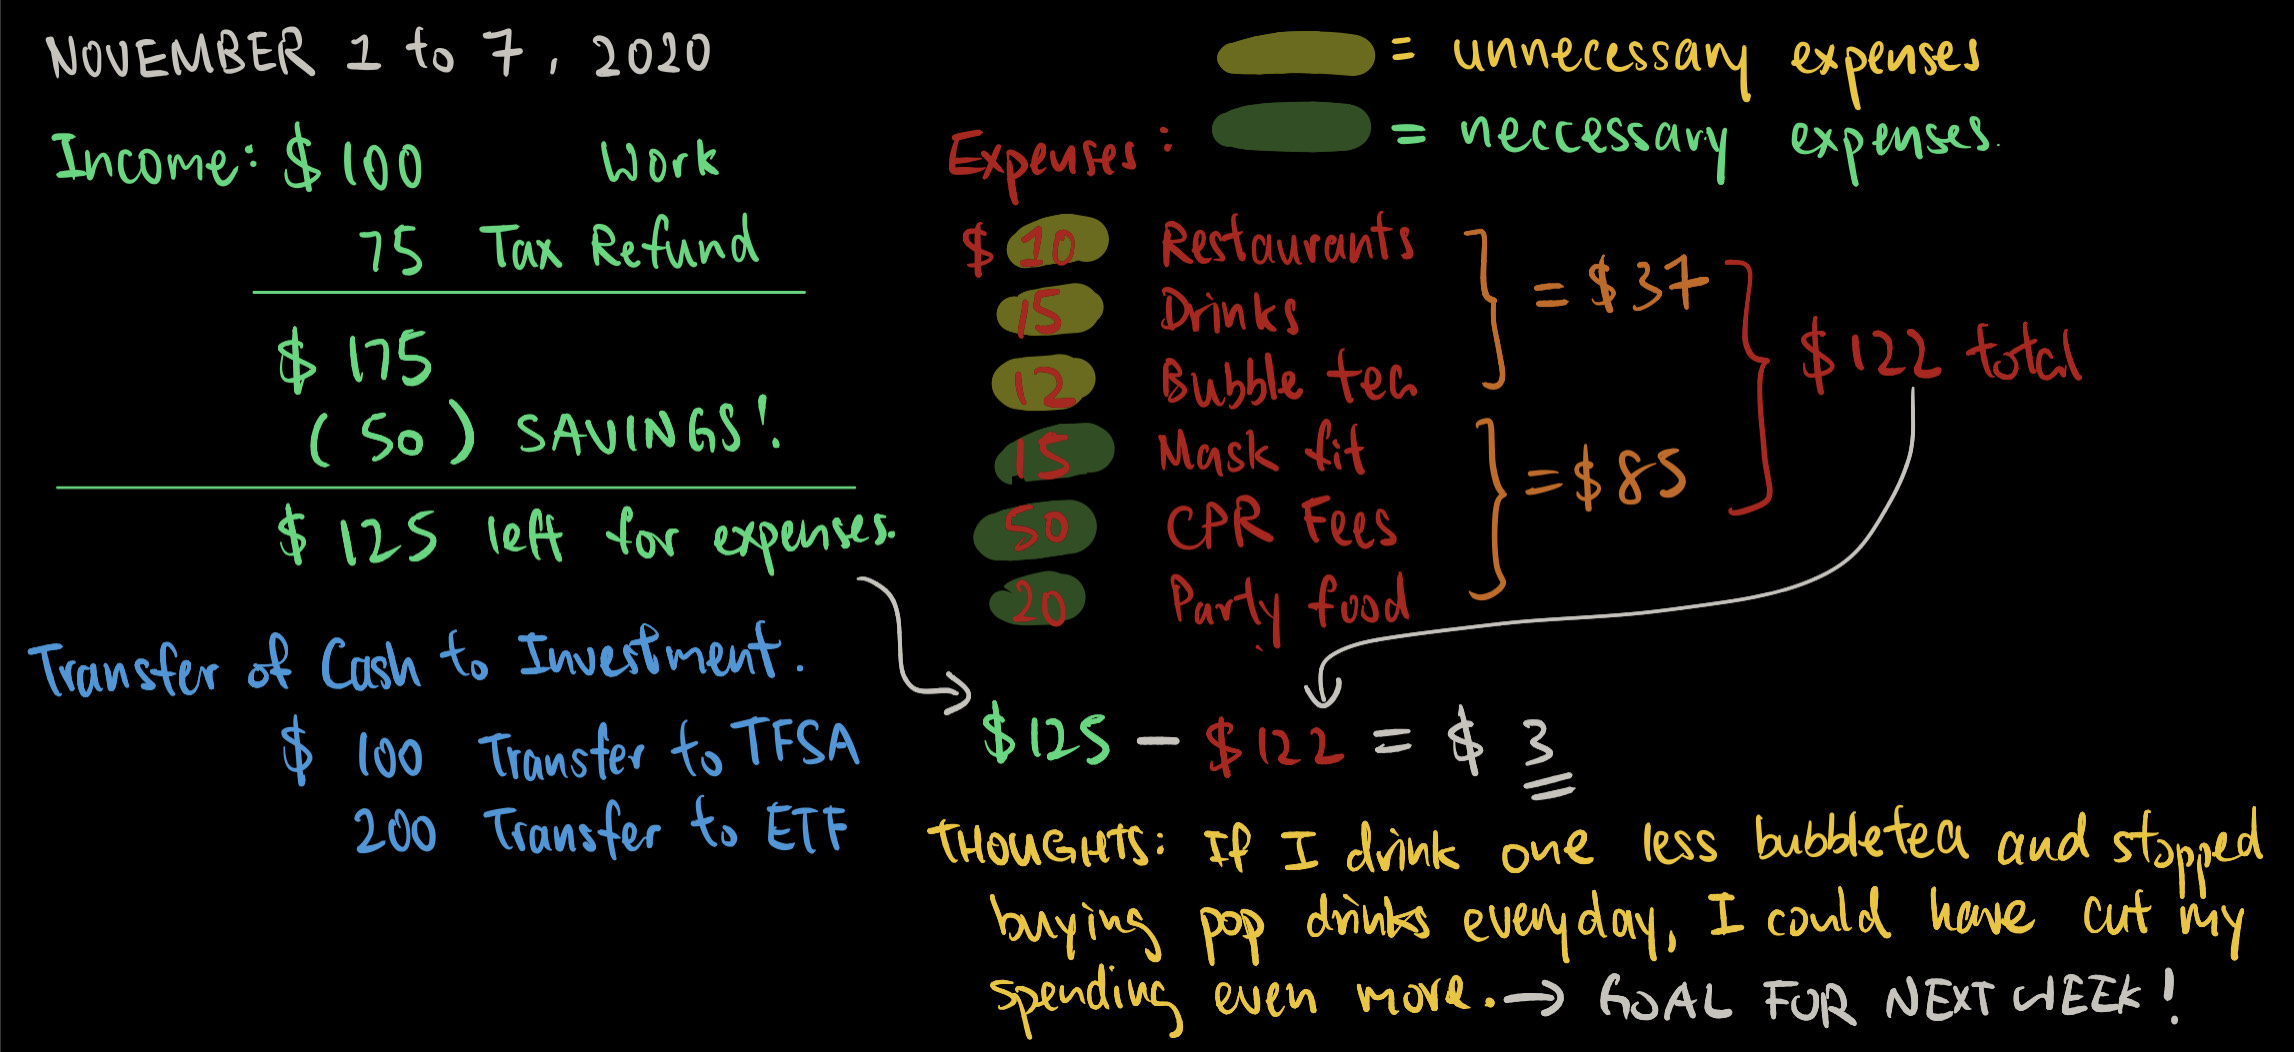 NOVEMBER 1 to 7, 2020
Income: $ 100 Work
75 Tax Refund
$ 175
(50) SAVINGS!
$ 125 left for expenses.
Transfer of Cash to Investment.
$ 100 Transfer to TFSA
200 Transfer to ETF
= unnecessary expenses
= neccessary expenses.
Expenses:
$ 10 Restaurants
15 Drinks
12 Bubble tea
= $37
15 Mask fit
50 CPR Fees
20 Party food
= $85
$122 total
$125 - $122 = $ 3
THOUGHTS: If I drink one less bubbletea and stopped
buying pop drinks everyday, I could have cut my
spending even more. → GOAL FOR NEXT WEEK!